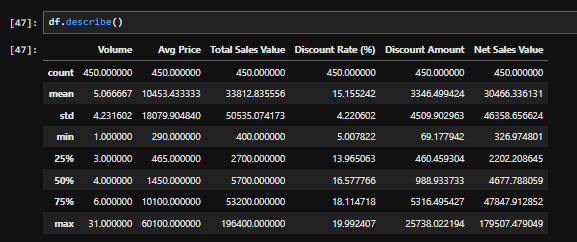 [47]: df.describe()
[47]: Volume Avg Price Total Sales Value Discount Rate (%) Discount Amount Net Sales Value
count 450.000000 450.000000 450.000000 450.000000 450.000000 450.000000
mean 5.066667 10453.433333 33812.835556 15.155242 3346.499424 30466.336131
std 4.231602 18079.904840 50535.074173 4.220602 4509.902963 46358.656624
min 1.000000 290.000000 400.000000 5.007822 69.177942 326.974801
25% 3.000000 465.000000 2700.000000 13.965063 460.459304 2202.208645
50% 4.000000 1450.000000 5700.000000 16.577766 988.933733 4677.788059
75% 6.000000 10100.000000 53200.000000 18.114718 5316.495427 47847.912852
max 31.000000 60100.000000 196400.000000 19.992407 25738.022194 179507.479049